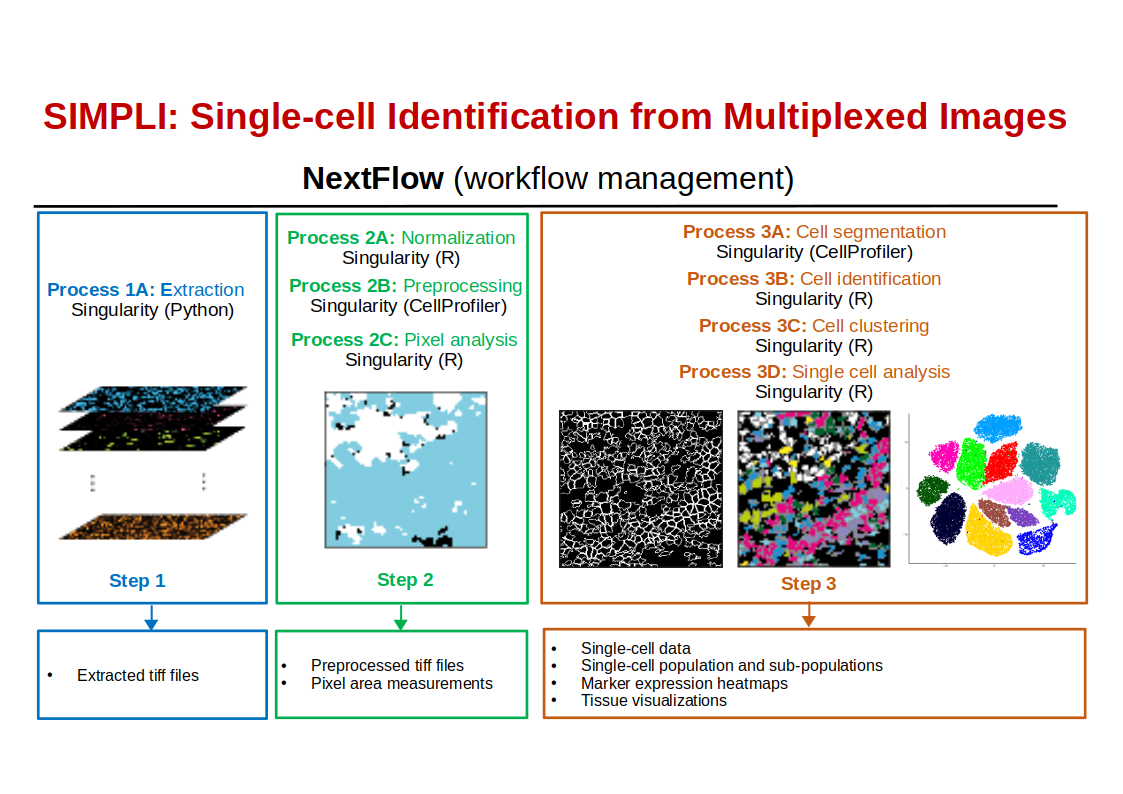 SIMPLI: Single-cell Identification from Multiplexed Images
NextFlow (workflow management)
Process 1A: Extraction
Singularity (Python)
Step 1
Process 2A: Normalization
Singularity (R)
Process 2B: Preprocessing
Singularity (CellProfiler)
Process 2C: Pixel analysis
Singularity (R)
Step 2
Process 3A: Cell segmentation
Singularity (CellProfiler)
Process 3B: Cell identification
Singularity (R)
Process 3C: Cell clustering
Singularity (R)
Process 3D: Single cell analysis
Singularity (R)
Step 3
• Extracted tiff files
• Preprocessed tiff files
• Pixel area measurements
• Single-cell data
• Single-cell population and sub-populations
• Marker expression heatmaps
• Tissue visualizations